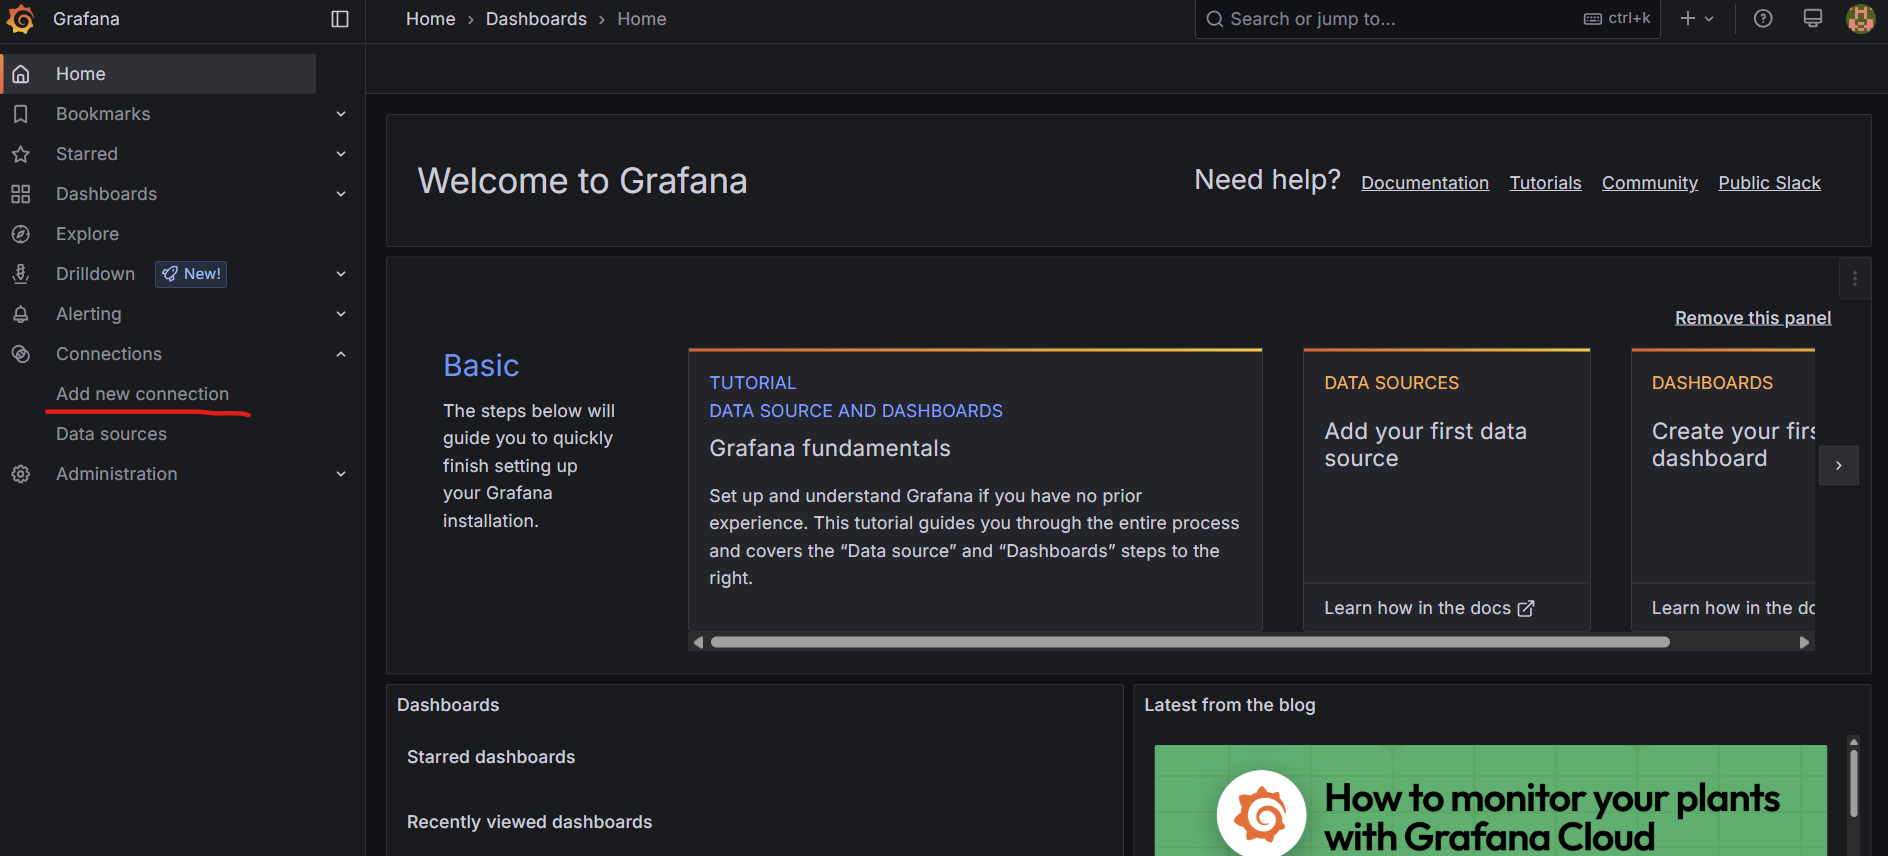 Grafana
Home › Dashboards › Home
Search or jump to...
ctrl+k
Home
Bookmarks
Starred
Dashboards
Explore
Drilldown
New!
Alerting
Connections
Add new connection
Data sources
Administration
Welcome to Grafana
Need help?
Documentation
Tutorials
Community
Public Slack
Remove this panel
Basic
The steps below will
guide you to quickly
finish setting up
your Grafana
installation.
TUTORIAL
DATA SOURCE AND DASHBOARDS
Grafana fundamentals
Set up and understand Grafana if you have no prior
experience. This tutorial guides you through the entire process
and covers the “Data source” and “Dashboards” steps to the
right.
DATA SOURCES
Add your first data
source
Learn how in the docs
DASHBOARDS
Create your firs
dashboard
Learn how in the do
Dashboards
Starred dashboards
Recently viewed dashboards
Latest from the blog
How to monitor your plants
with Grafana Cloud